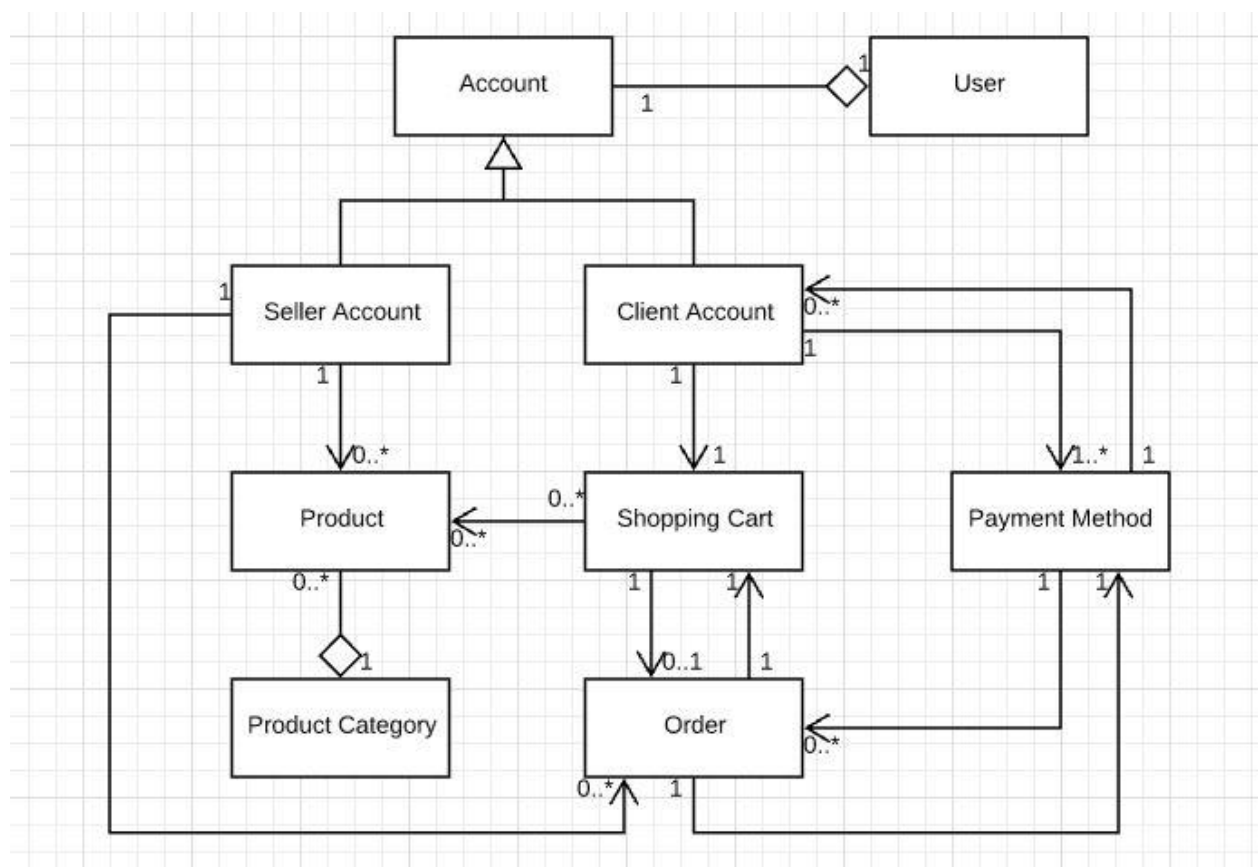 1
Account
User
1
1
Seller Account
Client Account
0..*
1
1
1
0..*
1
1..*
1
0..*
Product
Shopping Cart
Payment Method
0..*
0..*
1
1
1
1
1
0..1
1
Product Category
Order
0..*
0..*
1